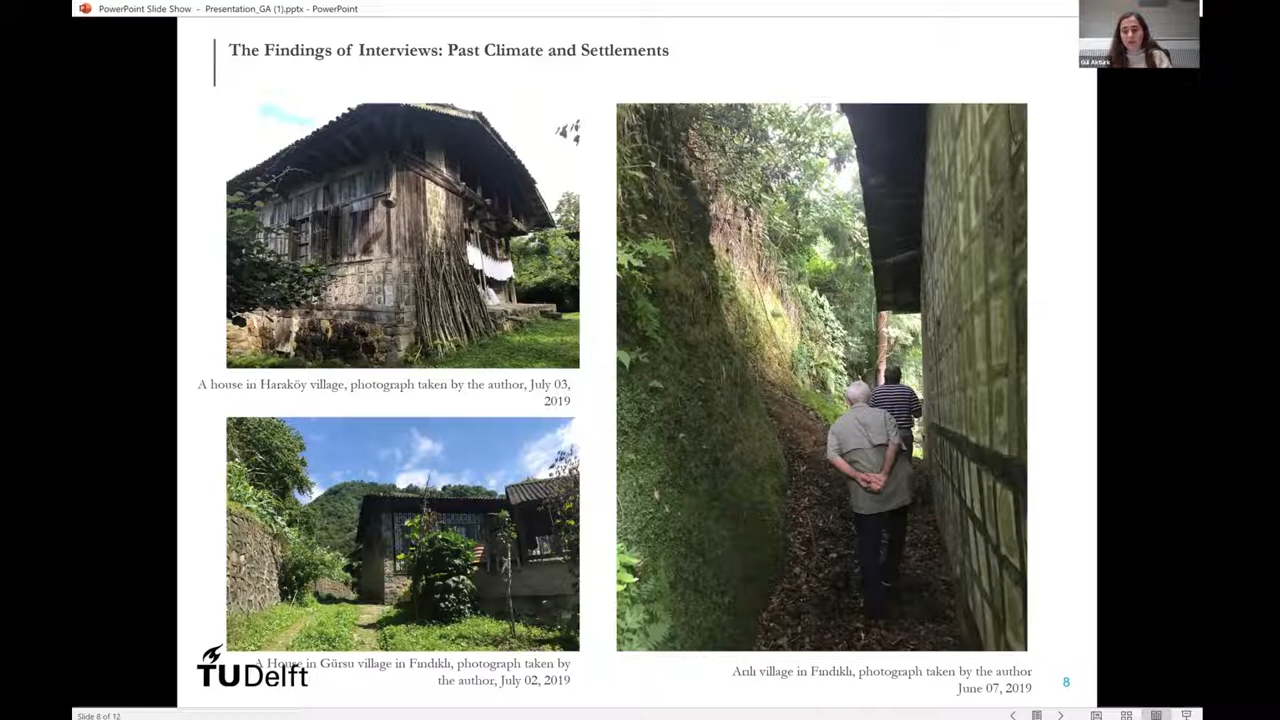 PowerPoint Slide Show - Presentation_GA (1).pptx - PowerPoint
Gül Aktürk
The Findings of Interviews: Past Climate and Settlements
A house in Haraköy village, photograph taken by the author, July 03,
2019
A House in Gürsu village in Fındıklı, photograph taken by
the author, July 02, 2019
TUDelft
Arılı village in Fındıklı, photograph taken by the author
June 07, 2019
8
Slide 8 of 12